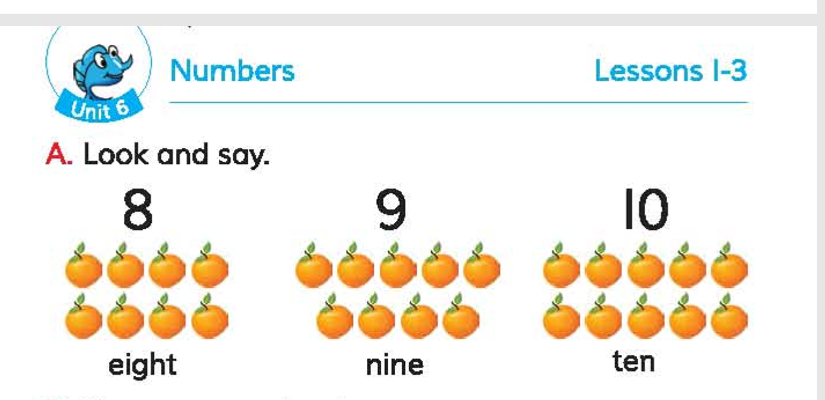 Numbers
Lessons 1-3
Unit 6
A. Look and say.
8 9 10
eight nine ten